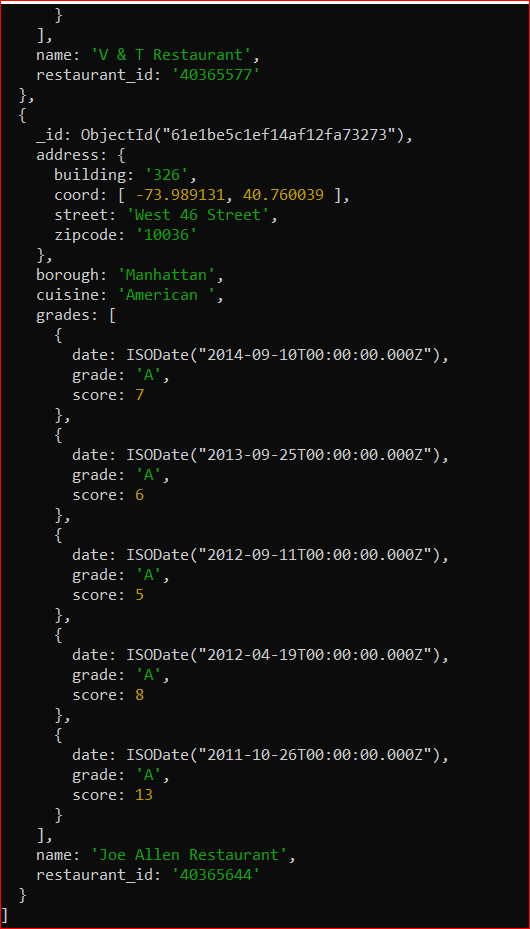 }
],
name: 'V & T Restaurant',
restaurant_id: '40365577'
},
{
_id: ObjectId("61e1be5c1ef14af12fa73273"),
address: {
building: '326',
coord: [ -73.989131, 40.760039 ],
street: 'West 46 Street',
zipcode: '10036'
},
borough: 'Manhattan',
cuisine: 'American ',
grades: [
{
date: ISODate("2014-09-10T00:00:00.000Z"),
grade: 'A',
score: 7
},
{
date: ISODate("2013-09-25T00:00:00.000Z"),
grade: 'A',
score: 6
},
{
date: ISODate("2012-09-11T00:00:00.000Z"),
grade: 'A',
score: 5
},
{
date: ISODate("2012-04-19T00:00:00.000Z"),
grade: 'A',
score: 8
},
{
date: ISODate("2011-10-26T00:00:00.000Z"),
grade: 'A',
score: 13
}
],
name: 'Joe Allen Restaurant',
restaurant_id: '40365644'
}
]